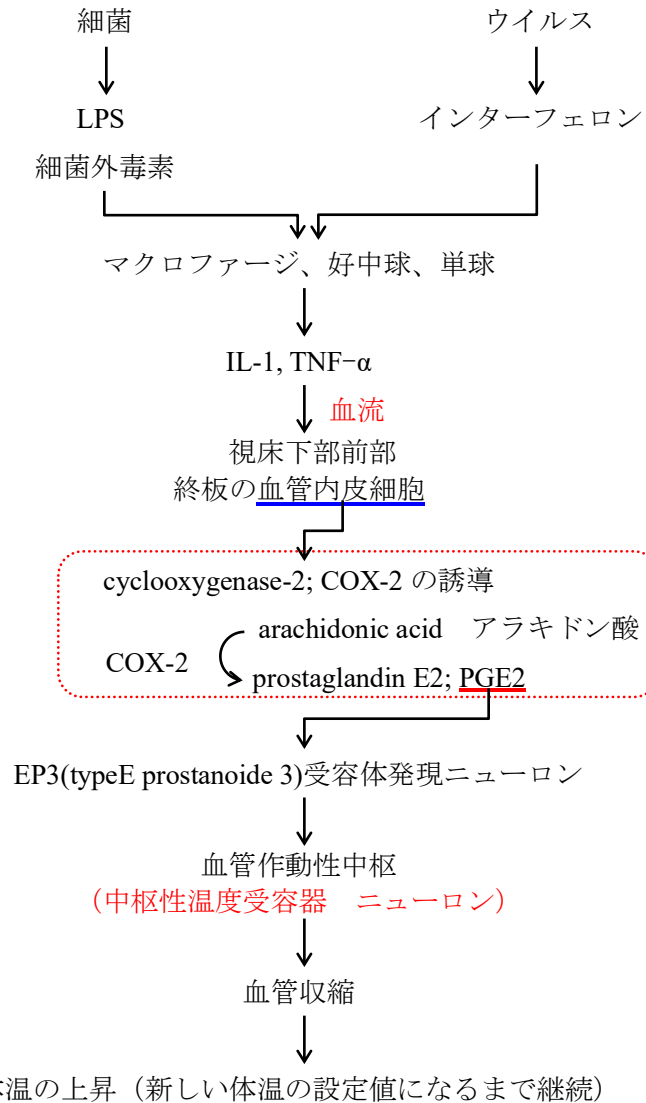 細菌
ウイルス
LPS
インターフェロン
細菌外毒素
マクロファージ、好中球、単球
IL-1, TNF-α
血流
視床下部前部
終板の血管内皮細胞
cyclooxygenase-2; COX-2 の誘導
arachidonic acid　アラキドン酸
COX-2
prostaglandin E2; PGE2
EP3(typeE prostanoide 3)受容体発現ニューロン
血管作動性中枢
（中枢性温度受容器　ニューロン）
血管収縮
体温の上昇（新しい体温の設定値になるまで継続）